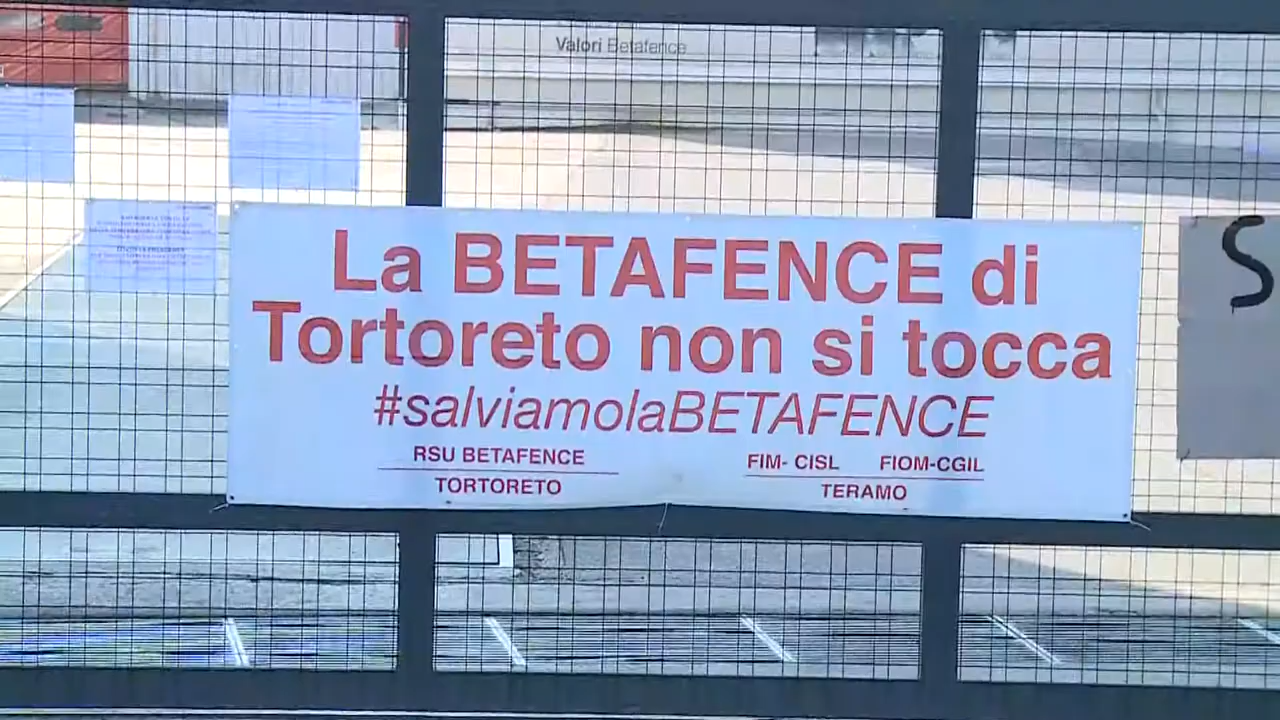 Valori Betafence
La BETAFENCE di
Tortoreto non si tocca
#salviamolaBETAFENCE
RSU BETAFENCE
TORTORETO
FIM- CISL FIOM-CGIL
TERAMO
S